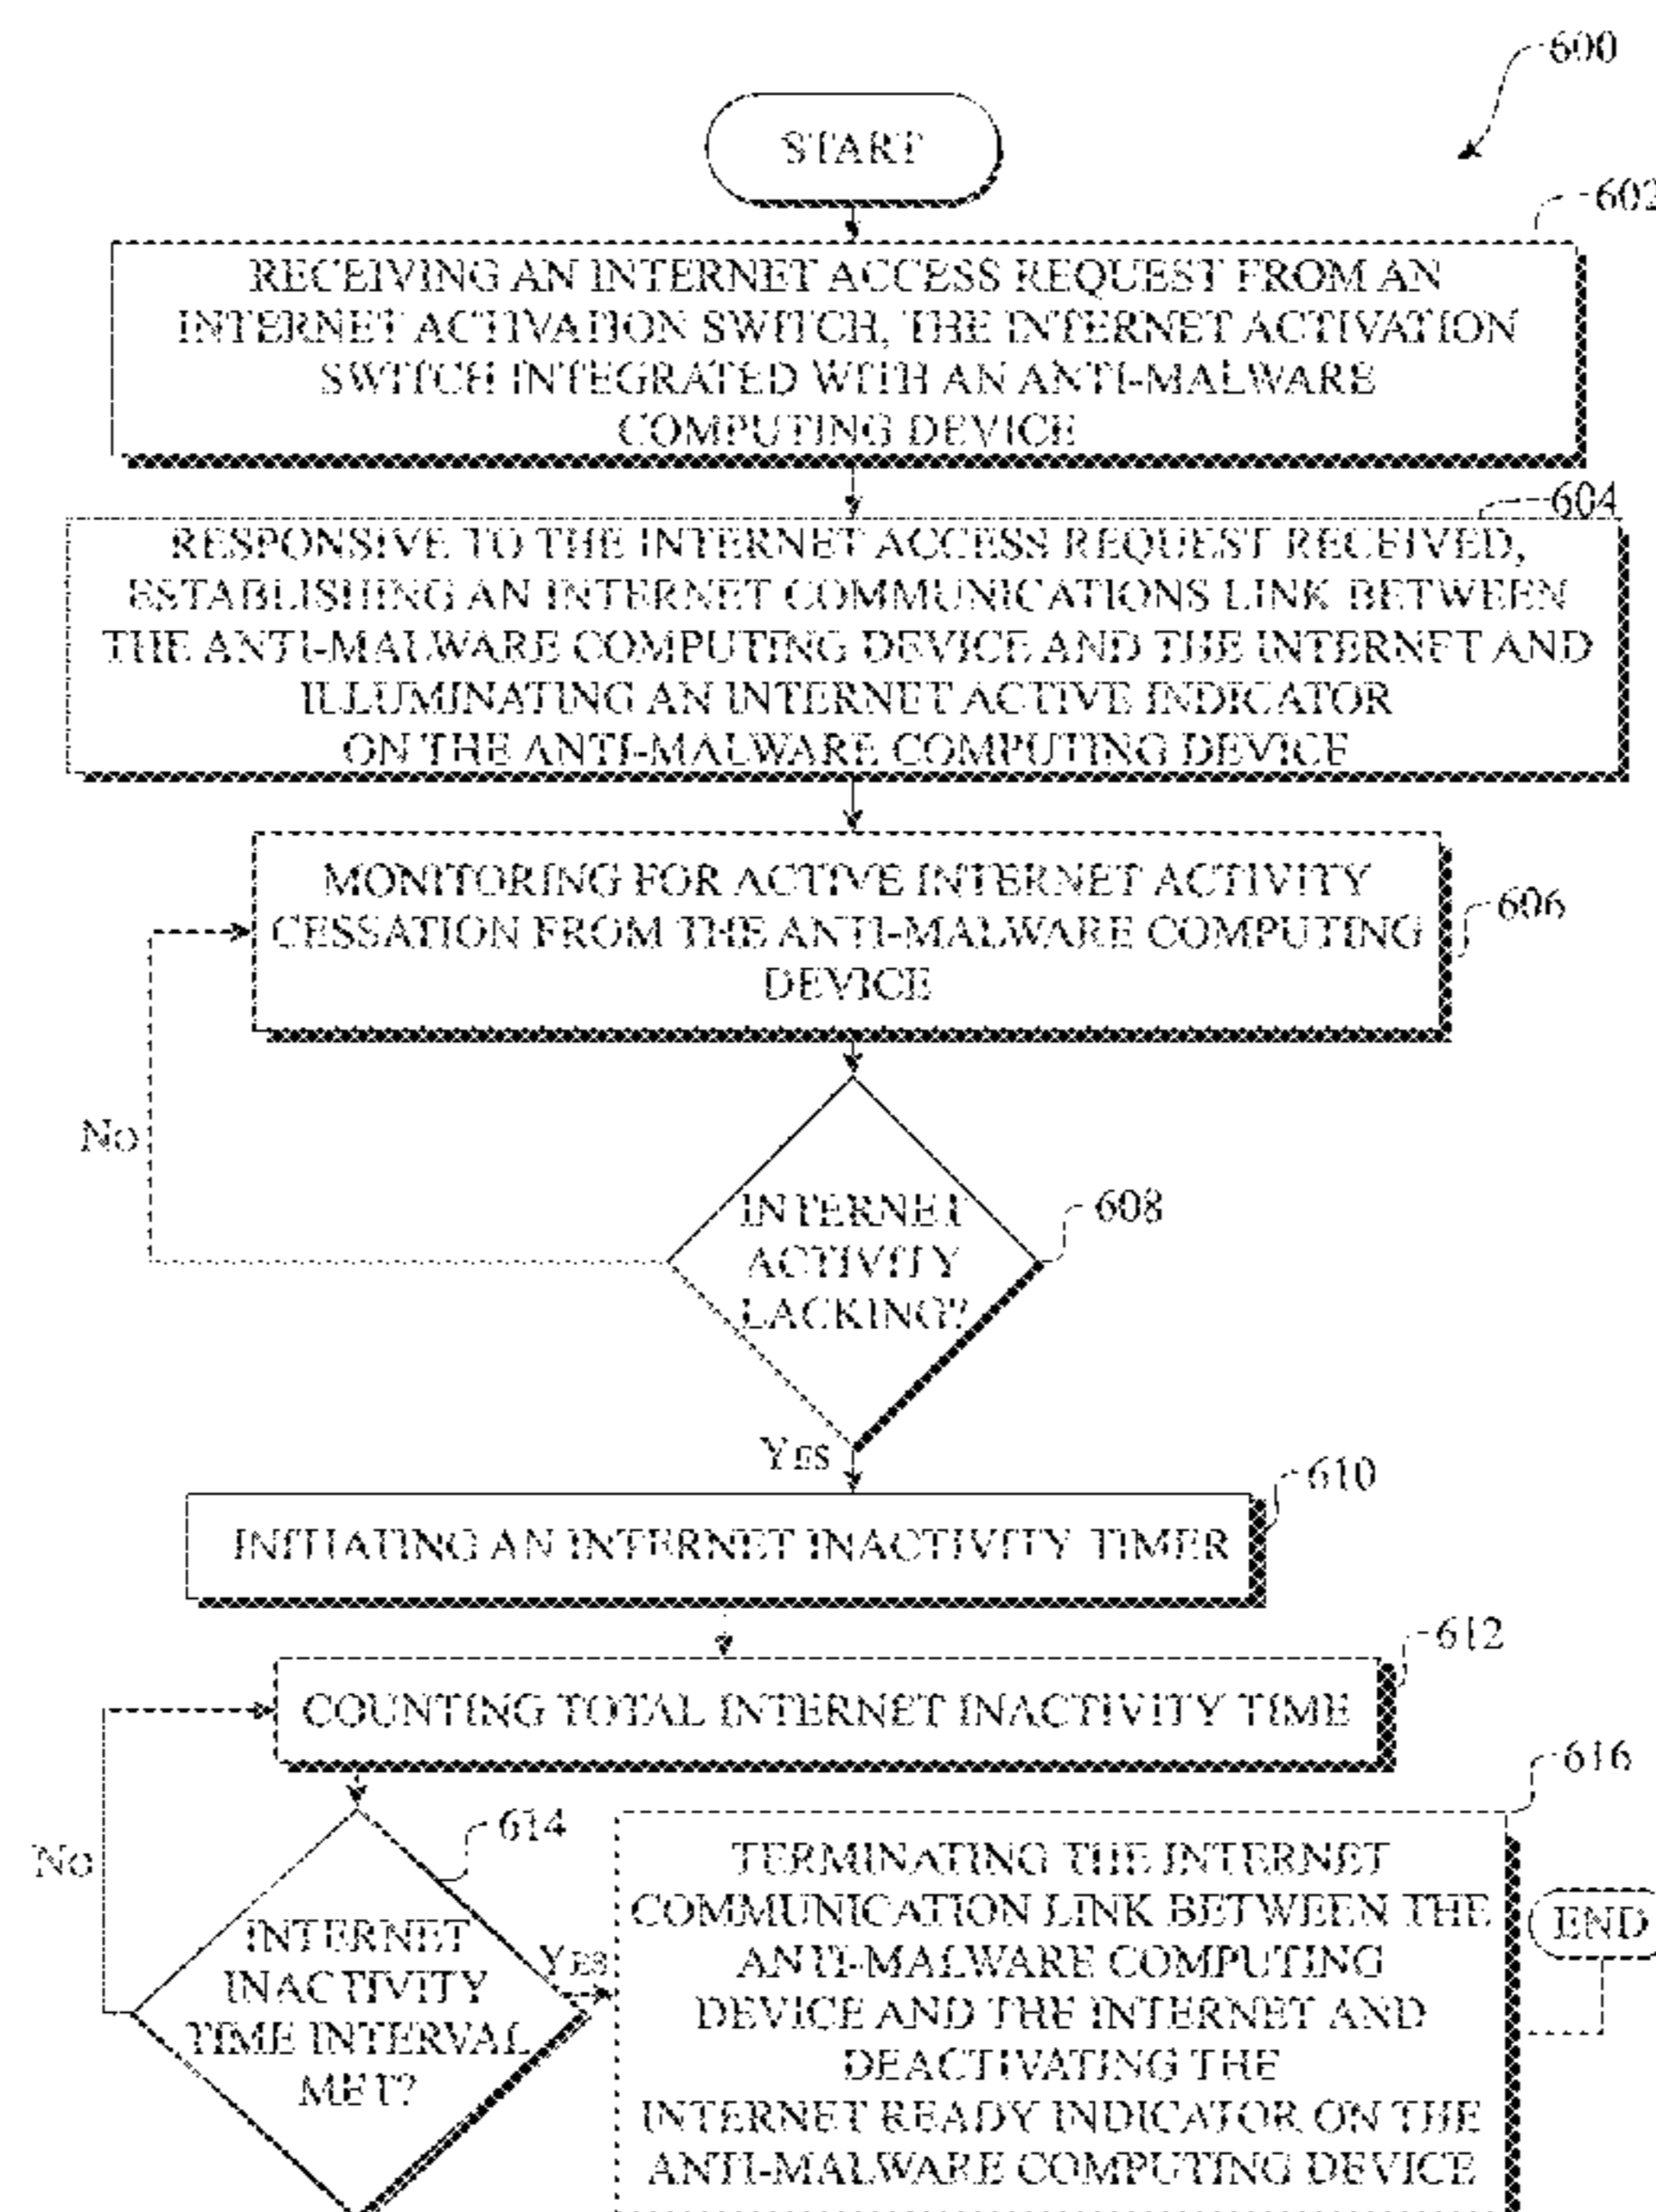 600
START
602
RECEIVING AN INTERNET ACCESS REQUEST FROM AN
INTERNET ACTIVATION SWITCH, THE INTERNET ACTIVATION
SWITCH INTEGRATED WITH AN ANTI-MALWARE
COMPUTING DEVICE
604
RESPONSIVE TO THE INTERNET ACCESS REQUEST RECEIVED,
ESTABLISHING AN INTERNET COMMUNICATIONS LINK BETWEEN
THE ANTI-MALWARE COMPUTING DEVICE AND THE INTERNET AND
ILLUMINATING AN INTERNET ACTIVE INDICATOR
ON THE ANTI-MALWARE COMPUTING DEVICE
MONITORING FOR ACTIVE INTERNET ACTIVITY
CESSATION FROM THE ANTI-MALWARE COMPUTING
DEVICE
606
No
INTERNET
ACTIVITY
LACKING?
608
YES
610
INITIATING AN INTERNET INACTIVITY TIMER
612
COUNTING TOTAL INTERNET INACTIVITY TIME
614
No
INTERNET
INACTIVITY
TIME INTERVAL
MET?
YES
616
TERMINATING THE INTERNET
COMMUNICATION LINK BETWEEN THE
ANTI-MALWARE COMPUTING
DEVICE AND THE INTERNET AND
DEACTIVATING THE
INTERNET READY INDICATOR ON THE
ANTI-MALWARE COMPUTING DEVICE
END